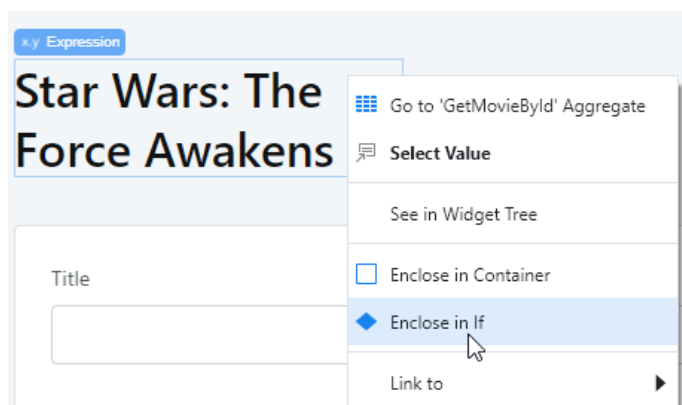 x.y Expression
Star Wars: The
Force Awakens
Go to 'GetMovieById' Aggregate
Select Value
See in Widget Tree
Title
Enclose in Container
Enclose in If
Link to